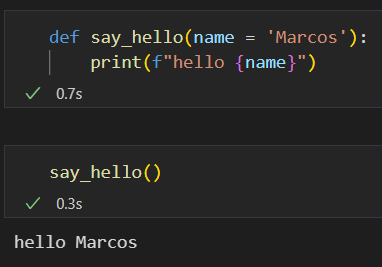 def say_hello(name = 'Marcos'):
    print(f"hello {name}")
0.7s
say_hello()
0.3s
hello Marcos